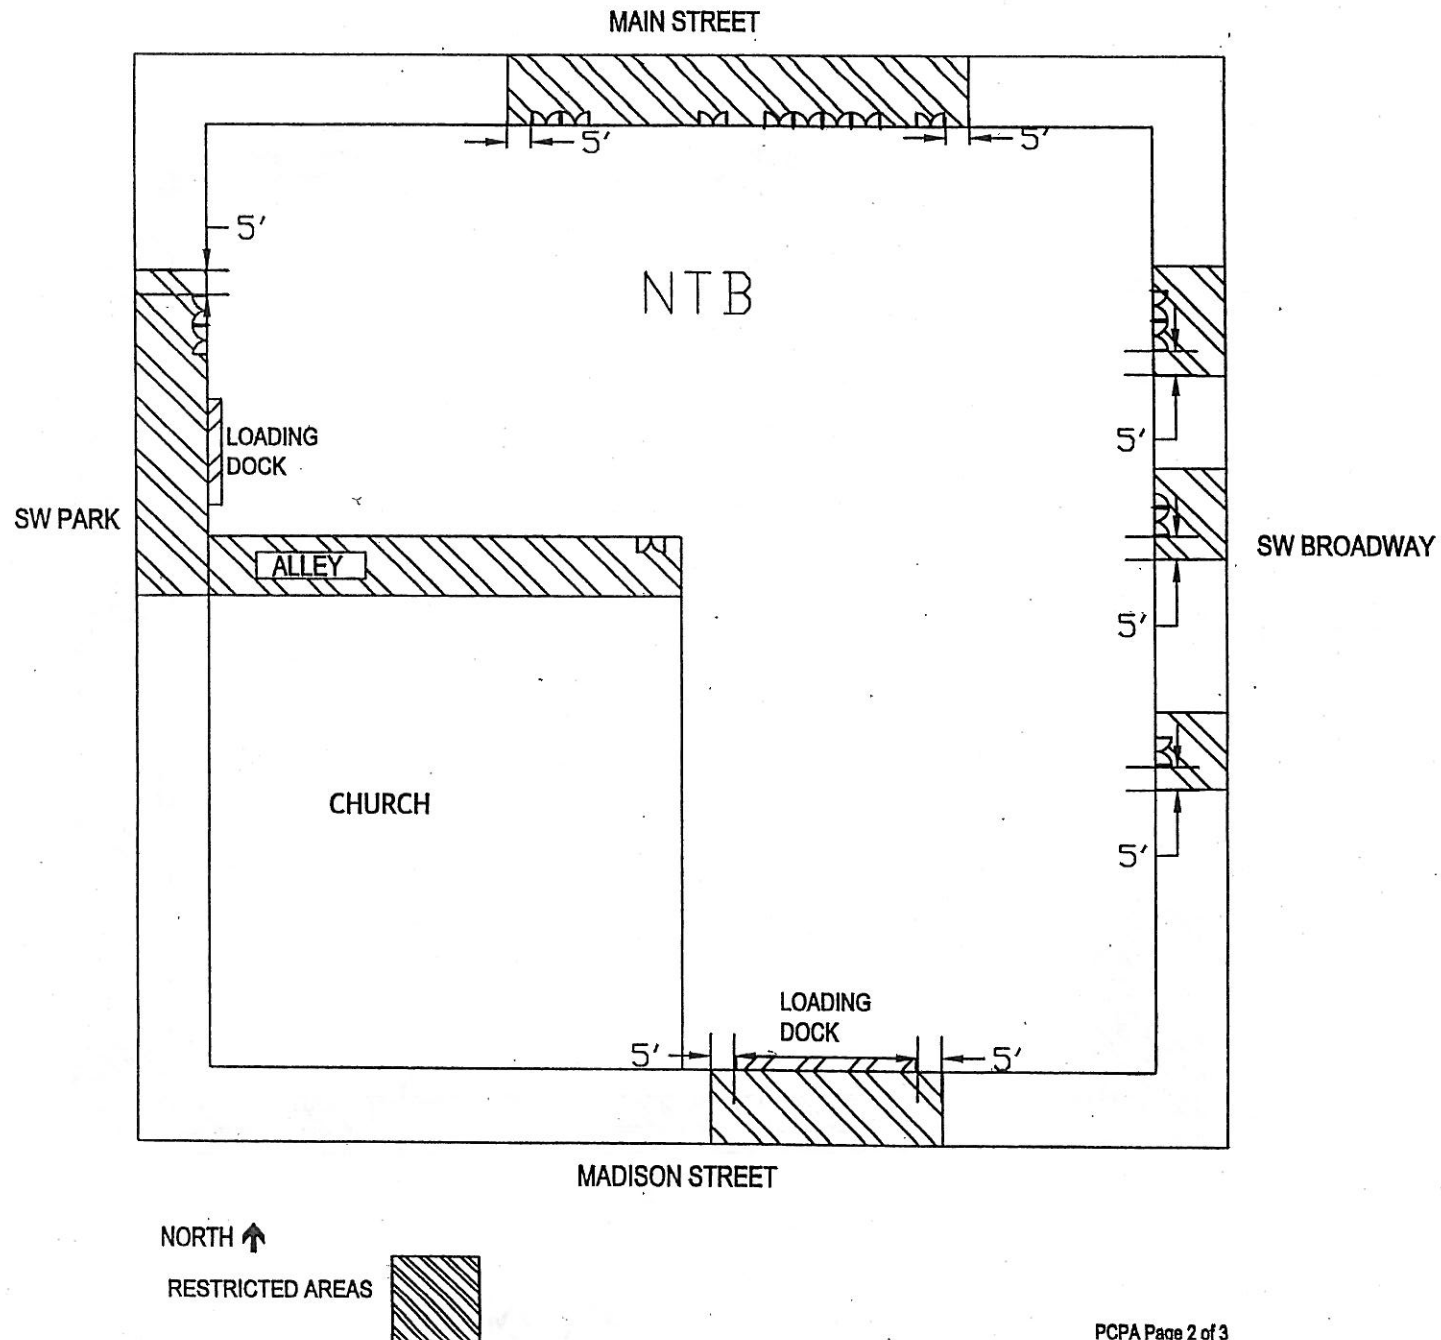 MAIN STREET
5'
5'
5'
NTB
LOADING
DOCK
5'
SW PARK
ALLEY
SW BROADWAY
5'
CHURCH
5'
LOADING
DOCK
5'
5'
MADISON STREET
NORTH
RESTRICTED AREAS
PCPA Page 2 of 3